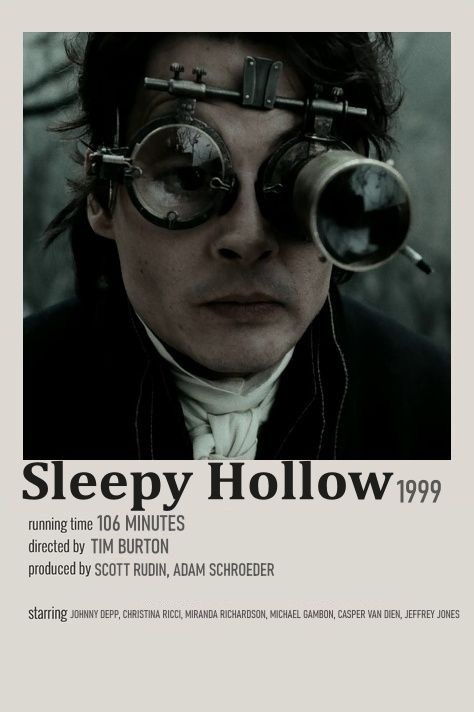 Sleepy Hollow 1999
running time 106 MINUTES
directed by TIM BURTON
produced by SCOTT RUDIN, ADAM SCHROEDER
starring JOHNNY DEPP, CHRISTINA RICCI, MIRANDA RICHARDSON, MICHAEL GAMBON, CASPER VAN DIEN, JEFFREY JONES